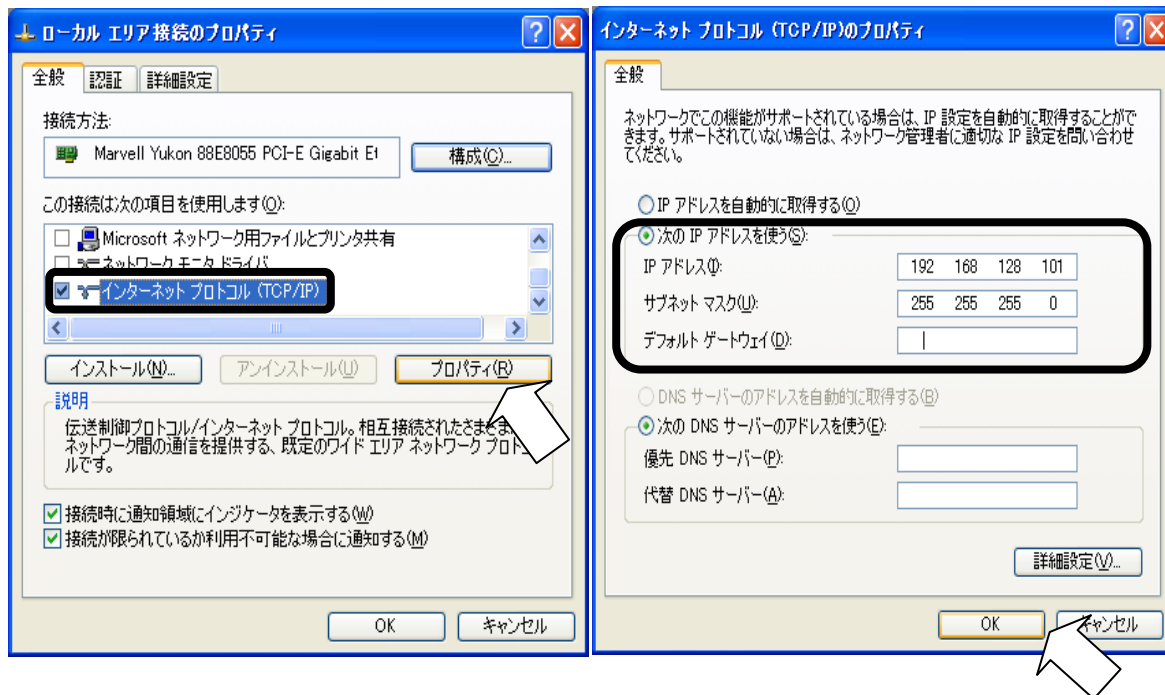 ローカル エリア接続のプロパティ
全般 認証 詳細設定
接続方法:
Marvell Yukon 88E8055 PCI-E Gigabit Et
構成(C)...
この接続は次の項目を使用します(O):
Microsoft ネットワーク用ファイルとプリンタ共有
ネットワーク モニタ ドライバ
インターネット プロトコル (TCP/IP)
インストール(N)... アンインストール(U) プロパティ(R)
説明
伝送制御プロトコル/インターネット プロトコル。相互接続されたさまざま
ネットワーク間の通信を提供する、既定のワイド エリア ネットワーク プロトコ
ルです。
接続時に通知領域にインジケータを表示する(W)
接続が限られているか利用不可能な場合に通知する(M)
OK キャンセル
インターネット プロトコル (TCP/IP)のプロパティ
全般
ネットワークでこの機能がサポートされている場合は、IP 設定を自動的に取得することがで
きます。サポートされていない場合は、ネットワーク管理者に適切な IP 設定を問い合わせ
てください。
IP アドレスを自動的に取得する(O)
次の IP アドレスを使う(S):
IP アドレス(I): 192 168 128 101
サブネット マスク(U): 255 255 255 0
デフォルト ゲートウェイ(D):
DNS サーバーのアドレスを自動的に取得する(B)
次の DNS サーバーのアドレスを使う(E):
優先 DNS サーバー(P):
代替 DNS サーバー(A):
詳細設定(V)...
OK キャンセル